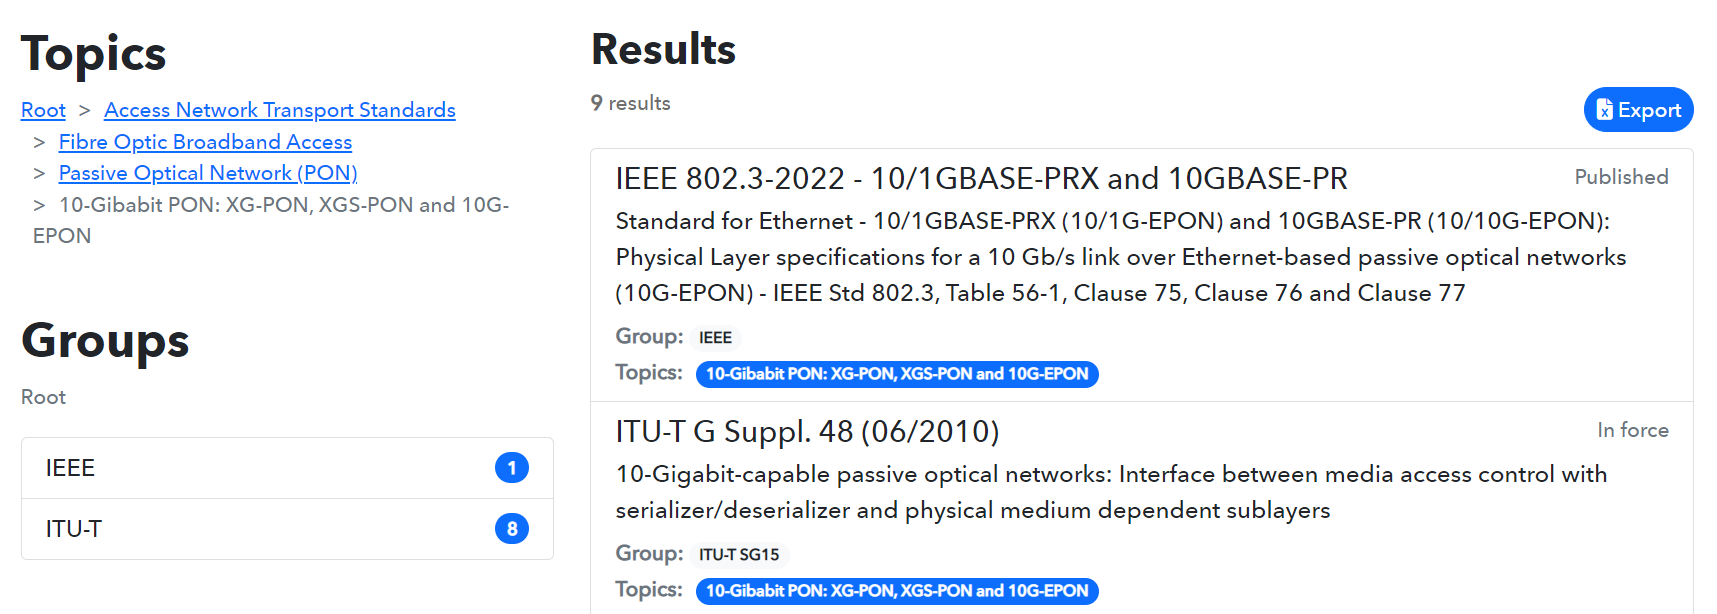 Topics
Root > Access Network Transport Standards
> Fibre Optic Broadband Access
> Passive Optical Network (PON)
> 10-Gibabit PON: XG-PON, XGS-PON and 10G-
EPON
Groups
Root
IEEE 1
ITU-T 8
Results
9 results
Export
IEEE 802.3-2022 - 10/1GBASE-PRX and 10GBASE-PR
Published
Standard for Ethernet - 10/1GBASE-PRX (10/1G-EPON) and 10GBASE-PR (10/10G-EPON):
Physical Layer specifications for a 10 Gb/s link over Ethernet-based passive optical networks
(10G-EPON) - IEEE Std 802.3, Table 56-1, Clause 75, Clause 76 and Clause 77
Group: IEEE
Topics: 10-Gibabit PON: XG-PON, XGS-PON and 10G-EPON
ITU-T G Suppl. 48 (06/2010)
In force
10-Gigabit-capable passive optical networks: Interface between media access control with
serializer/deserializer and physical medium dependent sublayers
Group: ITU-T SG15
Topics: 10-Gibabit PON: XG-PON, XGS-PON and 10G-EPON